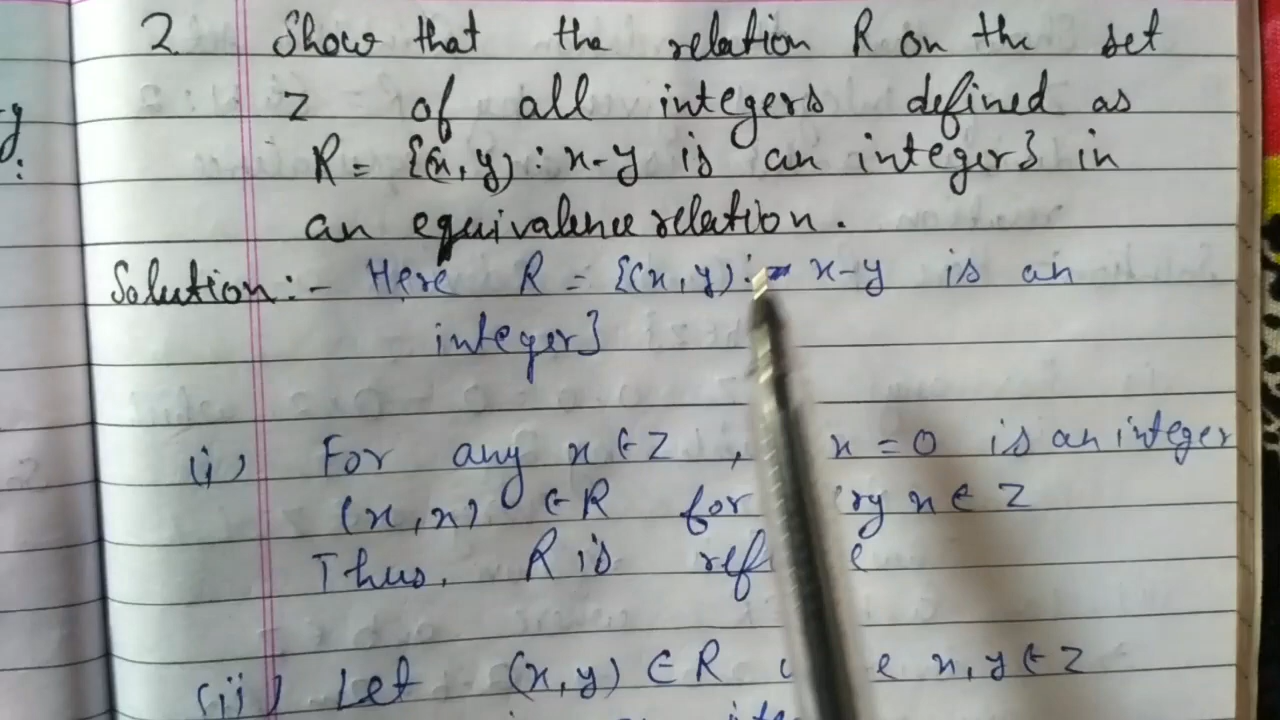 2 Show that the relation R on the set
Z of all integers defined as
R = {(x, y) : x-y is an integer} in
an equivalence relation.
Solution:- Here R = {(x, y) :- x-y is an
integer}
(i) For any x ∈ Z , x = 0 is an integer
(x, x) ∈ R for x ∈ Z
Thus, R is
(ii) Let (x, y) ∈ R x, y ∈ Z